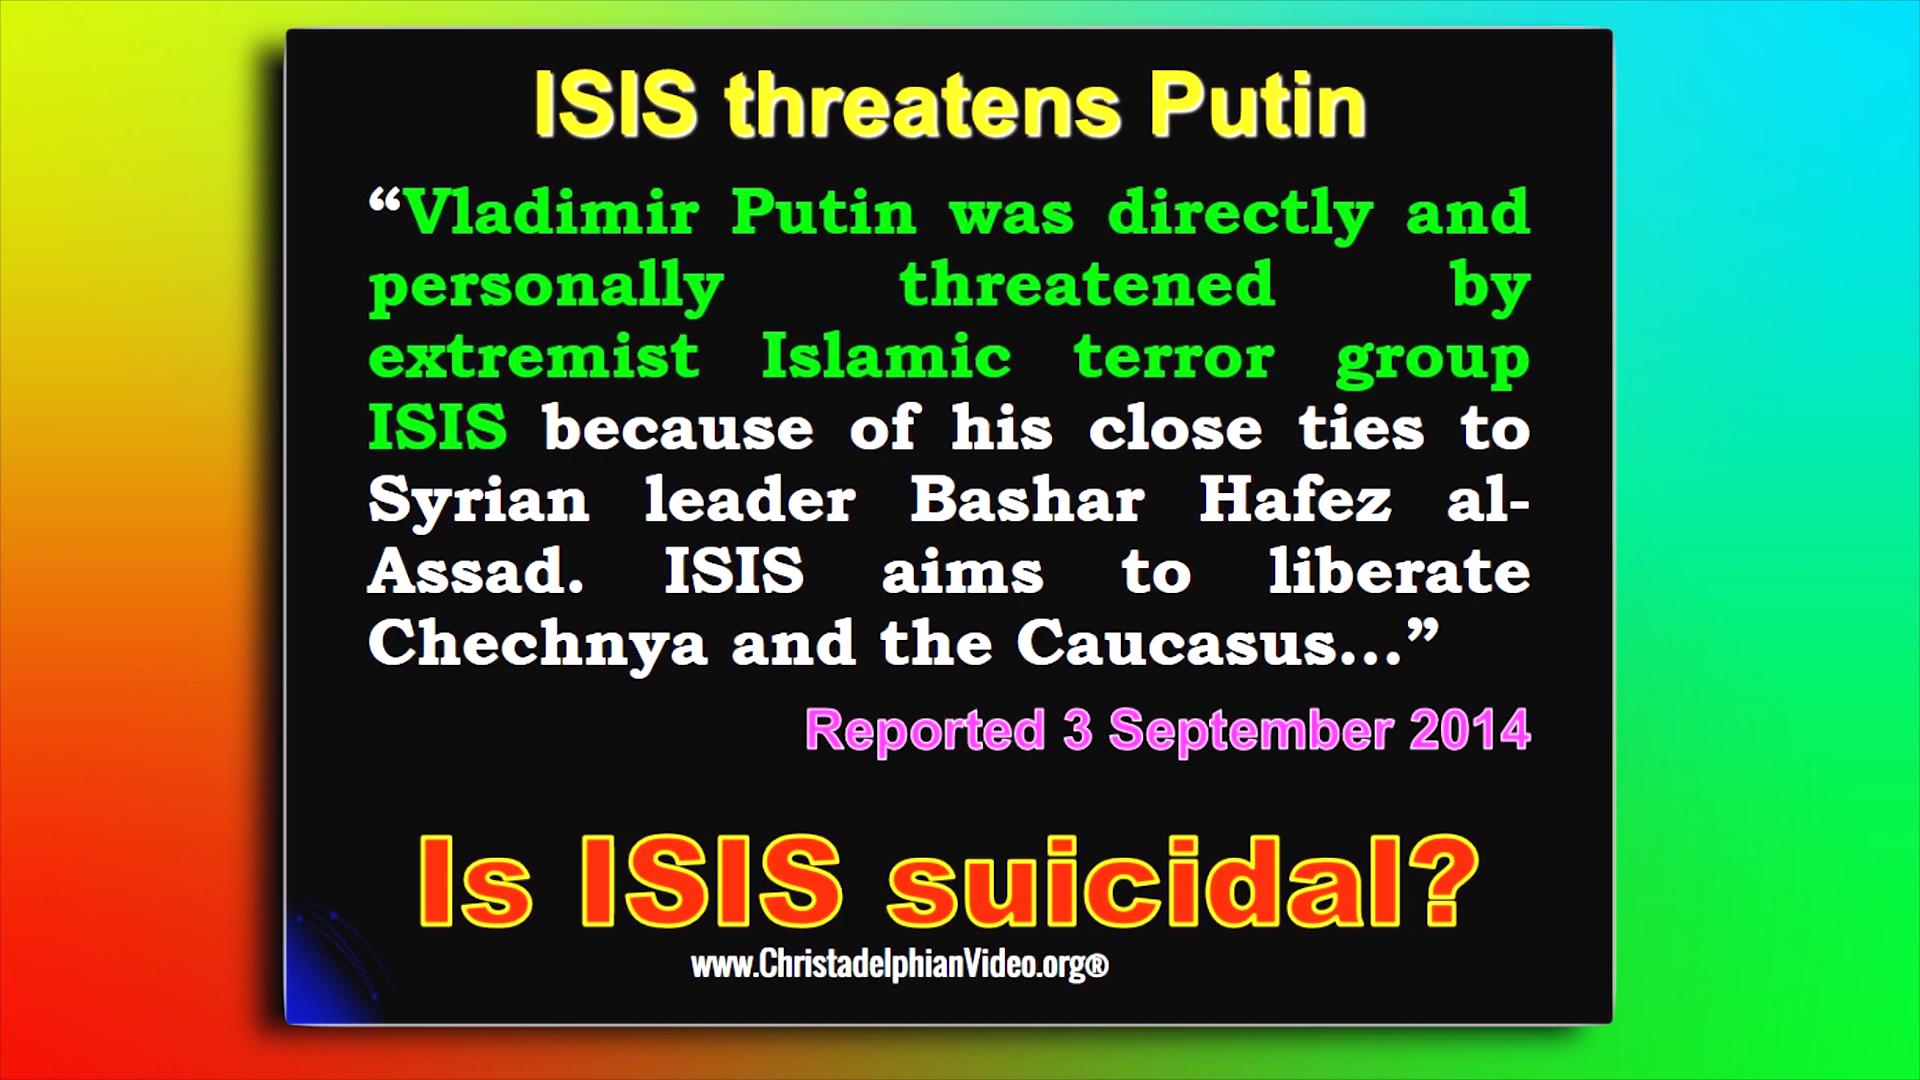 ISIS threatens Putin
“Vladimir Putin was directly and
personally threatened by
extremist Islamic terror group
ISIS because of his close ties to
Syrian leader Bashar Hafez al-
Assad. ISIS aims to liberate
Chechnya and the Caucasus...”
Reported 3 September 2014
Is ISIS suicidal?
www.ChristadelphianVideo.org®